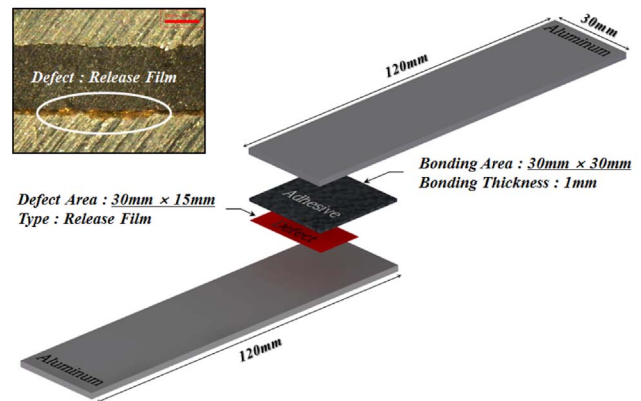 Defect : Release Film
30mm
Aluminum
120mm
Bonding Area : 30mm × 30mm
Bonding Thickness : 1mm
Adhesive
Defect Area : 30mm × 15mm
Type : Release Film
Defect
Aluminum
120mm